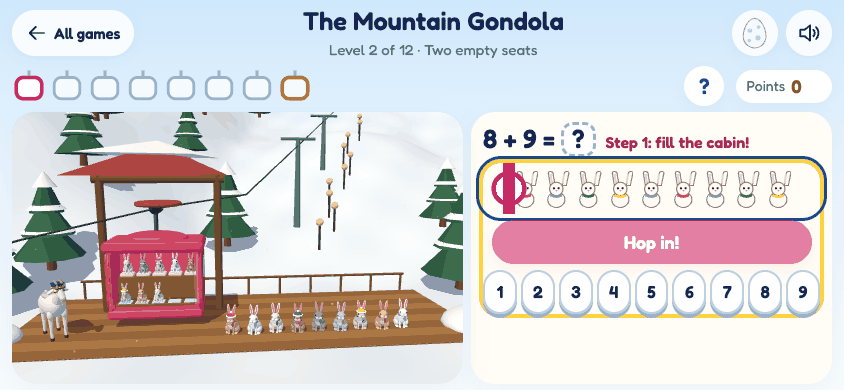 ← All games
The Mountain Gondola
Level 2 of 12 · Two empty seats
?
Points 0
8 + 9 = ?
Step 1: fill the cabin!
Hop in!
1 2 3 4 5 6 7 8 9